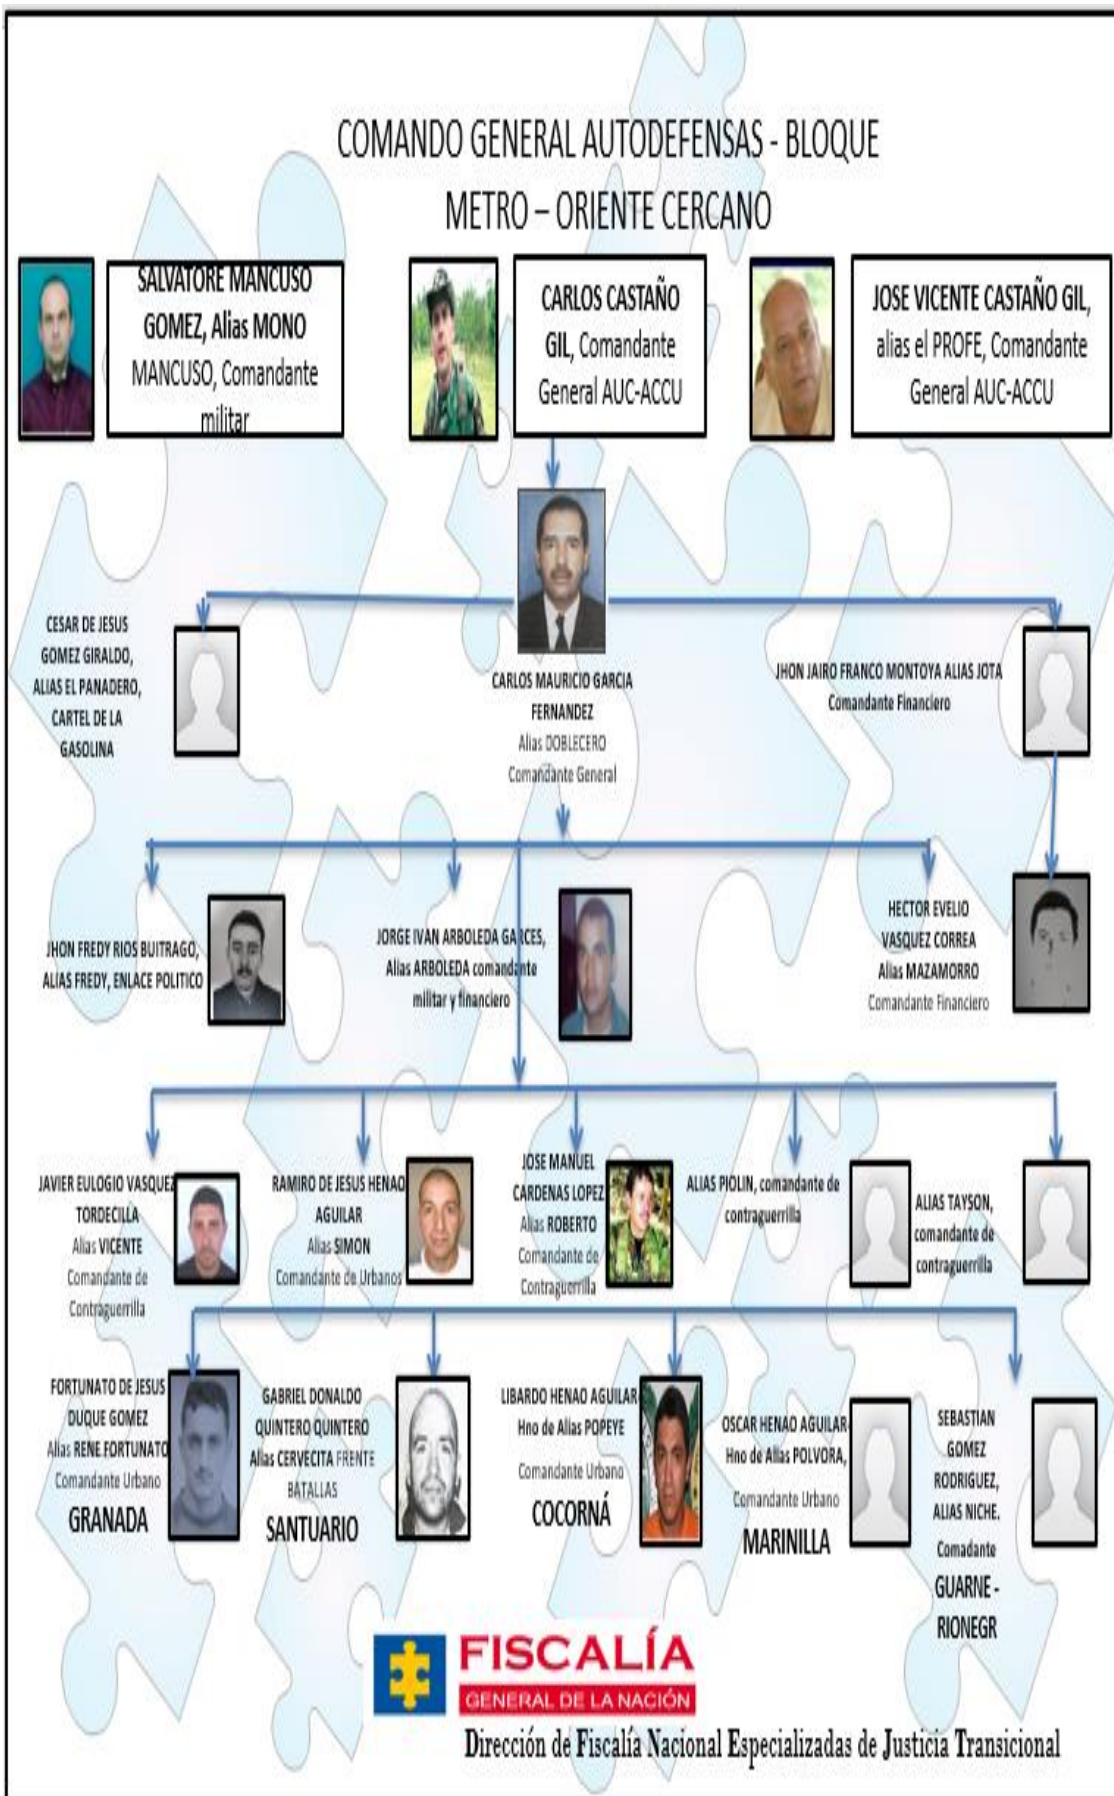 COMANDO GENERAL AUTODEFENSAS - BLOQUE
METRO – ORIENTE CERCANO
SALVATORE MANCUSO
GOMEZ, Alias MONO
MANCUSO, Comandante
militar
CARLOS CASTAÑO
GIL, Comandante
General AUC-ACCU
JOSE VICENTE CASTAÑO GIL,
alias el PROFE, Comandante
General AUC-ACCU
CESAR DE JESUS
GOMEZ GIRALDO,
ALIAS EL PANADERO,
CARTEL DE LA
GASOLINA
CARLOS MAURICIO GARCIA
FERNANDEZ
Alias DOBLECERO
Comandante General
JHON JAIRO FRANCO MONTOYA ALIAS JOTA
Comandante Financiero
JHON FREDY RIOS BUITRAGO,
ALIAS FREDY, ENLACE POLITICO
JORGE IVAN ARBOLEDA GARCES,
Alias ARBOLEDA comandante
militar y financiero
HECTOR EVELIO
VASQUEZ CORREA
Alias MAZAMORRO
Comandante Financiero
JAVIER EULOGIO VASQUEZ
TORDECILLA
Alias VICENTE
Comandante de
Contraguerrilla
RAMIRO DE JESUS HENAO
AGUILAR
Alias SIMON
Comandante de Urbanos
JOSE MANUEL
CARDENAS LOPEZ
Alias ROBERTO
Comandante de
Contraguerrilla
ALIAS PIOLIN, comandante de
contraguerrilla
ALIAS TAYSON,
comandante de
contraguerrilla
FORTUNATO DE JESUS
DUQUE GOMEZ
Alias RENE FORTUNATO
Comandante Urbano
GRANADA
GABRIEL DONALDO
QUINTERO QUINTERO
Alias CERVECITA FRENTE
BATALLAS
SANTUARIO
LIBARDO HENAO AGUILAR
Hno de Alias POPEYE
Comandante Urbano
COCORNÁ
OSCAR HENAO AGUILAR
Hno de Alias POLVORA,
Comandante Urbano
MARINILLA
SEBASTIAN
GOMEZ
RODRIGUEZ,
ALIAS NICHE.
Comadante
GUARNE -
RIONEGR
FISCALÍA
GENERAL DE LA NACIÓN
Dirección de Fiscalía Nacional Especializadas de Justicia Transicional